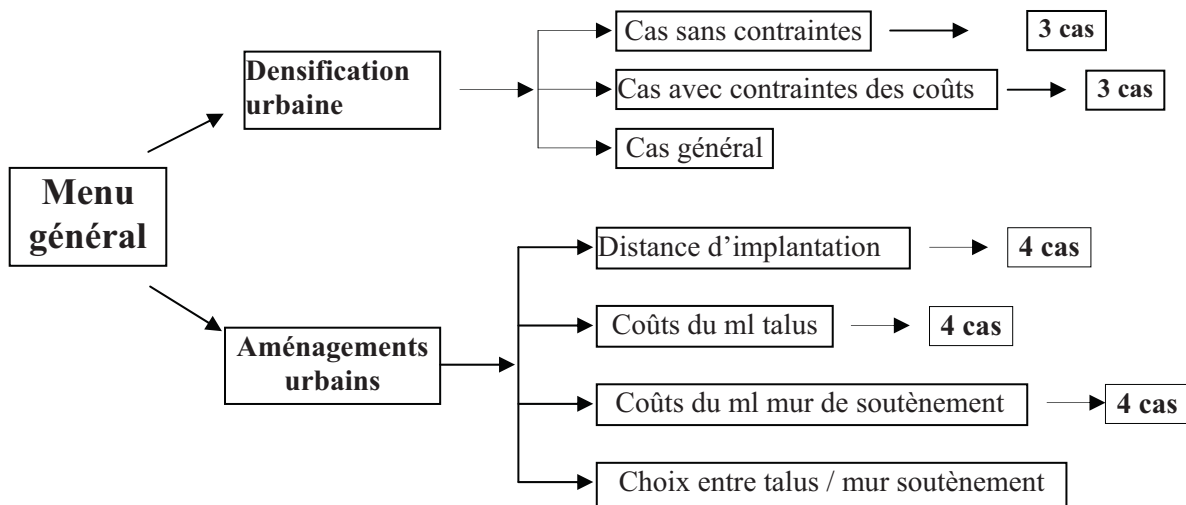 Menu
général
Densification
urbaine
Cas sans contraintes
3 cas
Cas avec contraintes des coûts
3 cas
Cas général
Aménagements
urbains
Distance d’implantation
4 cas
Coûts du ml talus
4 cas
Coûts du ml mur de soutènement
4 cas
Choix entre talus / mur soutènement